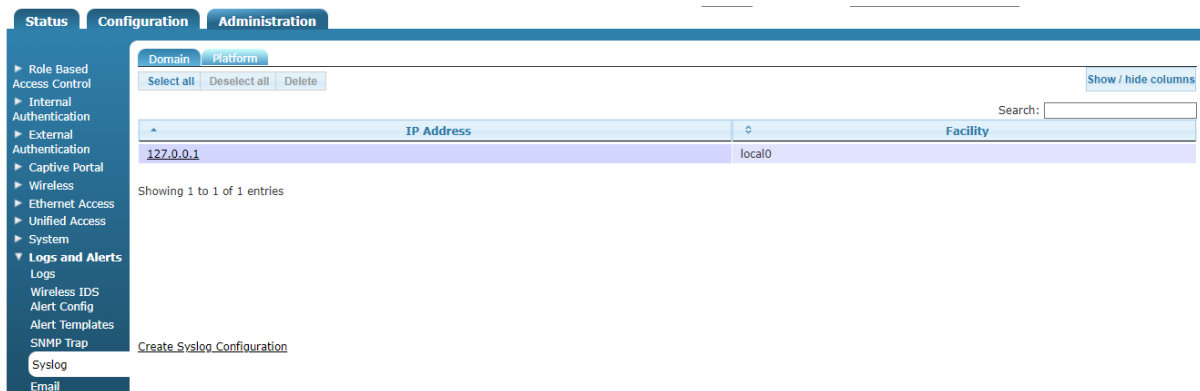 Status Configuration Administration
Role Based
Access Control
Internal
Authentication
External
Authentication
Captive Portal
Wireless
Ethernet Access
Unified Access
System
Logs and Alerts
Logs
Wireless IDS
Alert Config
Alert Templates
SNMP Trap
Syslog
Email
Domain Platform
Select all Deselect all Delete
Show / hide columns
Search:
IP Address Facility
127.0.0.1 local0
Showing 1 to 1 of 1 entries
Create Syslog Configuration